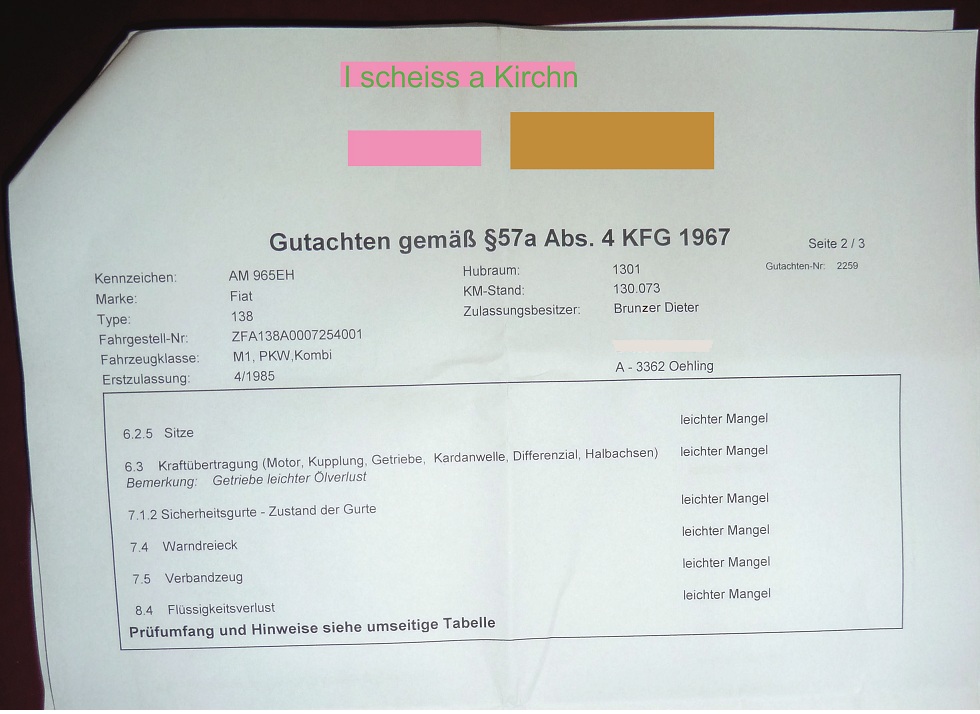 I scheiss a Kirchn
Gutachten gemäß §57a Abs. 4 KFG 1967
Seite 2 / 3
Gutachten-Nr: 2259
Kennzeichen: AM 965EH
Marke: Fiat
Type: 138
Fahrgestell-Nr: ZFA138A0007254001
Fahrzeugklasse: M1, PKW,Kombi
Erstzulassung: 4/1985
Hubraum: 1301
KM-Stand: 130.073
Zulassungsbesitzer: Brunzer Dieter
A - 3362 Oehling
6.2.5 Sitze leichter Mangel
6.3 Kraftübertragung (Motor, Kupplung, Getriebe, Kardanwelle, Differenzial, Halbachsen) leichter Mangel
Bemerkung: Getriebe leichter Ölverlust
7.1.2 Sicherheitsgurte - Zustand der Gurte leichter Mangel
7.4 Warndreieck leichter Mangel
7.5 Verbandzeug leichter Mangel
8.4 Flüssigkeitsverlust leichter Mangel
Prüfumfang und Hinweise siehe umseitige Tabelle